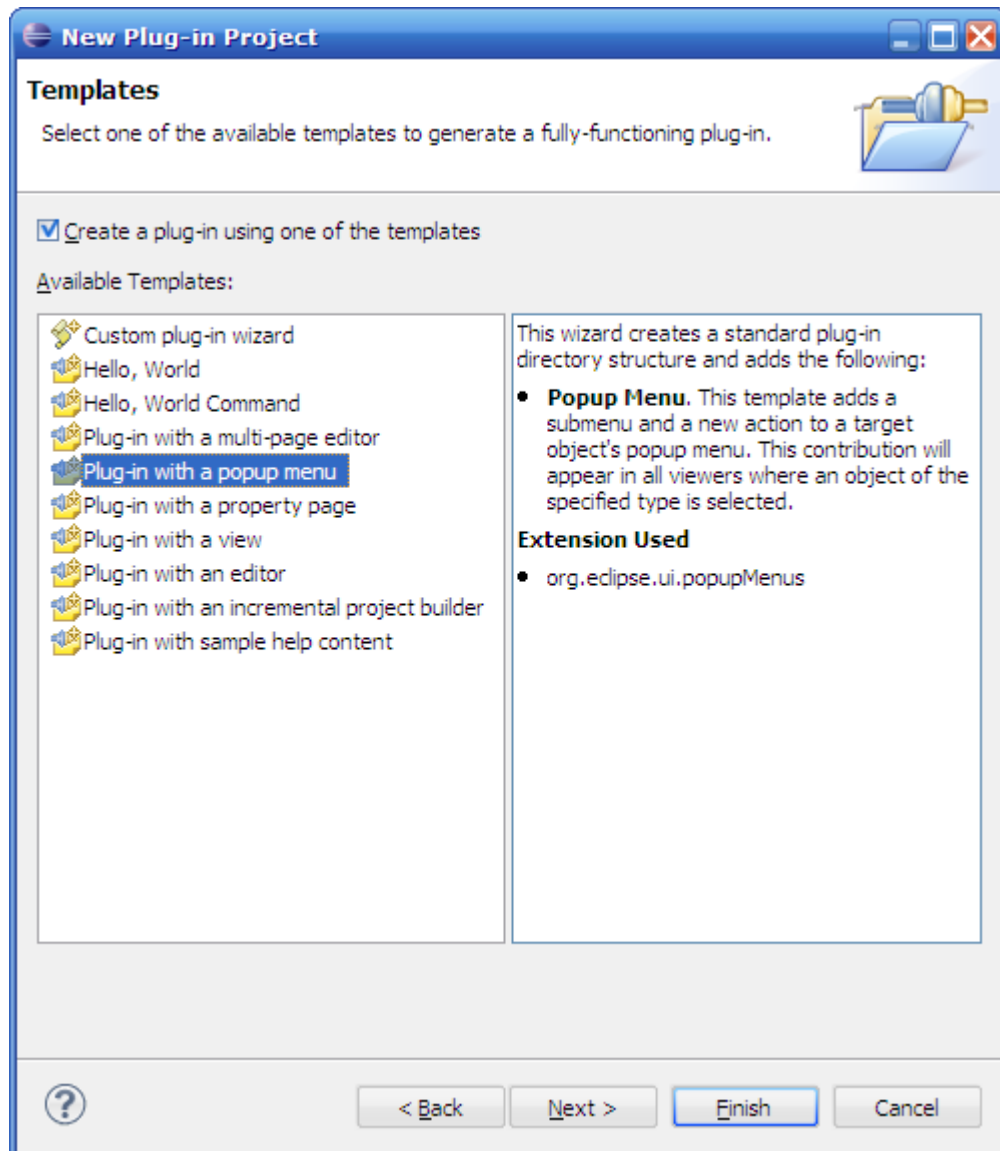 New Plug-in Project
Templates
Select one of the available templates to generate a fully-functioning plug-in.
Create a plug-in using one of the templates
Available Templates:
Custom plug-in wizard
Hello, World
Hello, World Command
Plug-in with a multi-page editor
Plug-in with a popup menu
Plug-in with a property page
Plug-in with a view
Plug-in with an editor
Plug-in with an incremental project builder
Plug-in with sample help content
This wizard creates a standard plug-in
directory structure and adds the following:
• Popup Menu. This template adds a
submenu and a new action to a target
object's popup menu. This contribution will
appear in all viewers where an object of the
specified type is selected.
Extension Used
• org.eclipse.ui.popupMenus
?
< Back
Next >
Finish
Cancel